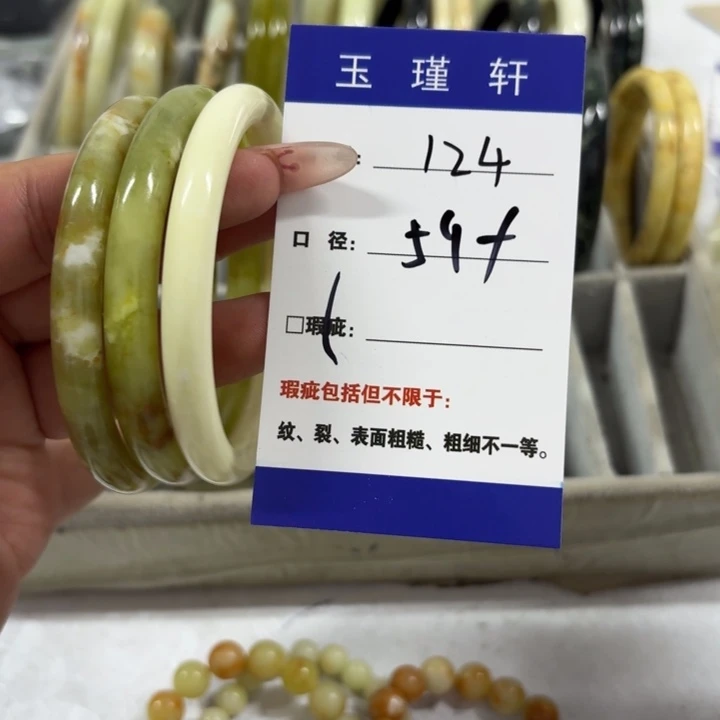 玉瑾轩
: 124
口 径: 54+
□瑕疵:
瑕疵包括但不限于:
纹、裂、表面粗糙、粗细不一等。